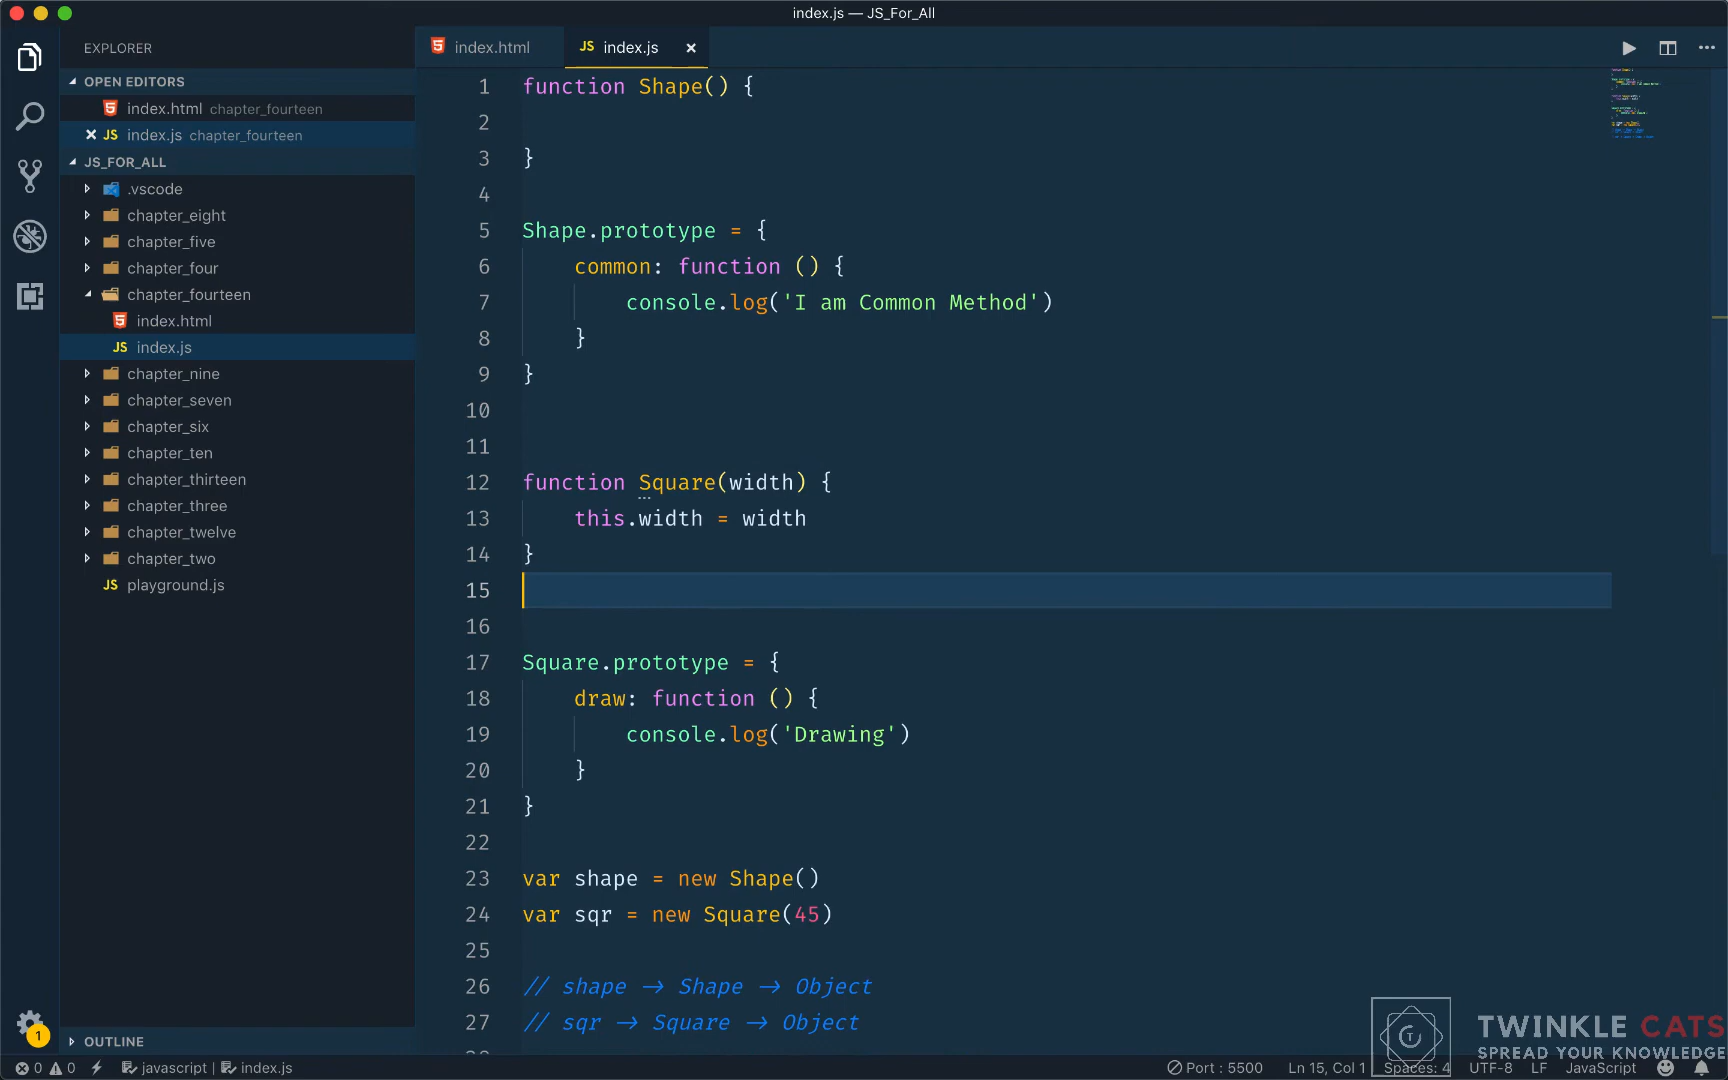 index.js — JS_For_All
EXPLORER
OPEN EDITORS
index.html chapter_fourteen
JS index.js chapter_fourteen
JS_FOR_ALL
.vscode
chapter_eight
chapter_five
chapter_four
chapter_fourteen
index.html
JS index.js
chapter_nine
chapter_seven
chapter_six
chapter_ten
chapter_thirteen
chapter_three
chapter_twelve
chapter_two
JS playground.js
OUTLINE
1
index.html
JS index.js
1 function Shape() {
2
3 }
4
5 Shape.prototype = {
6 common: function () {
7 console.log('I am Common Method')
8 }
9 }
10
11
12 function Square(width) {
13 this.width = width
14 }
15
16
17 Square.prototype = {
18 draw: function () {
19 console.log('Drawing')
20 }
21 }
22
23 var shape = new Shape()
24 var sqr = new Square(45)
25
26 // shape -> Shape -> Object
27 // sqr -> Square -> Object
T
TWINKLE CATS
SPREAD YOUR KNOWLEDGE
0 0 javascript | index.js Port : 5500 Ln 15, Col 1 Spaces: 4 UTF-8 LF JavaScript